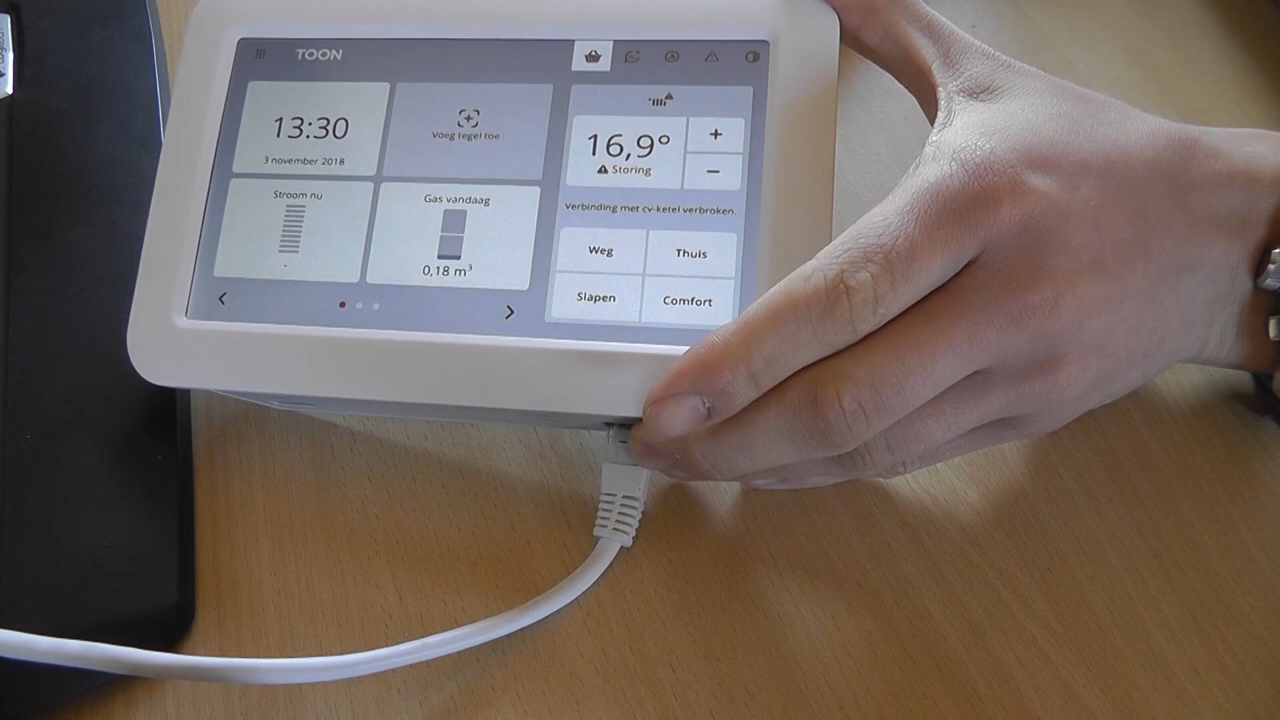 TOON
13:30
3 november 2018
Voeg tegel toe
Stroom nu
-
Gas vandaag
0,18 m³
16,9°
Storing
+
−
Verbinding met cv-ketel verbroken.
Weg
Thuis
Slapen
Comfort